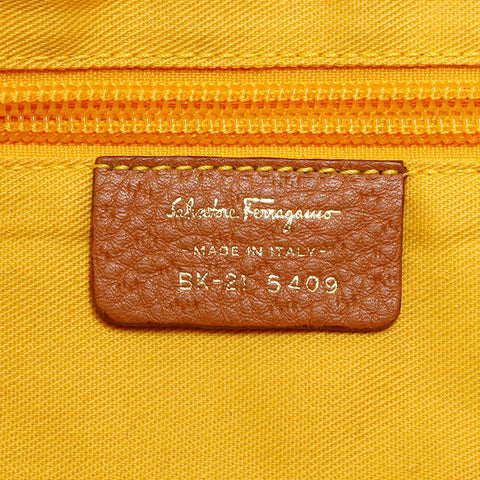 Salvatore Ferragamo
-MADE IN ITALY-
BK-21 5409